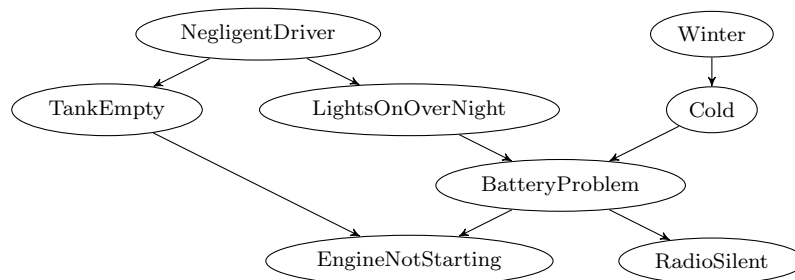 NegligentDriver
Winter
TankEmpty
LightsOnOverNight
Cold
BatteryProblem
EngineNotStarting
RadioSilent